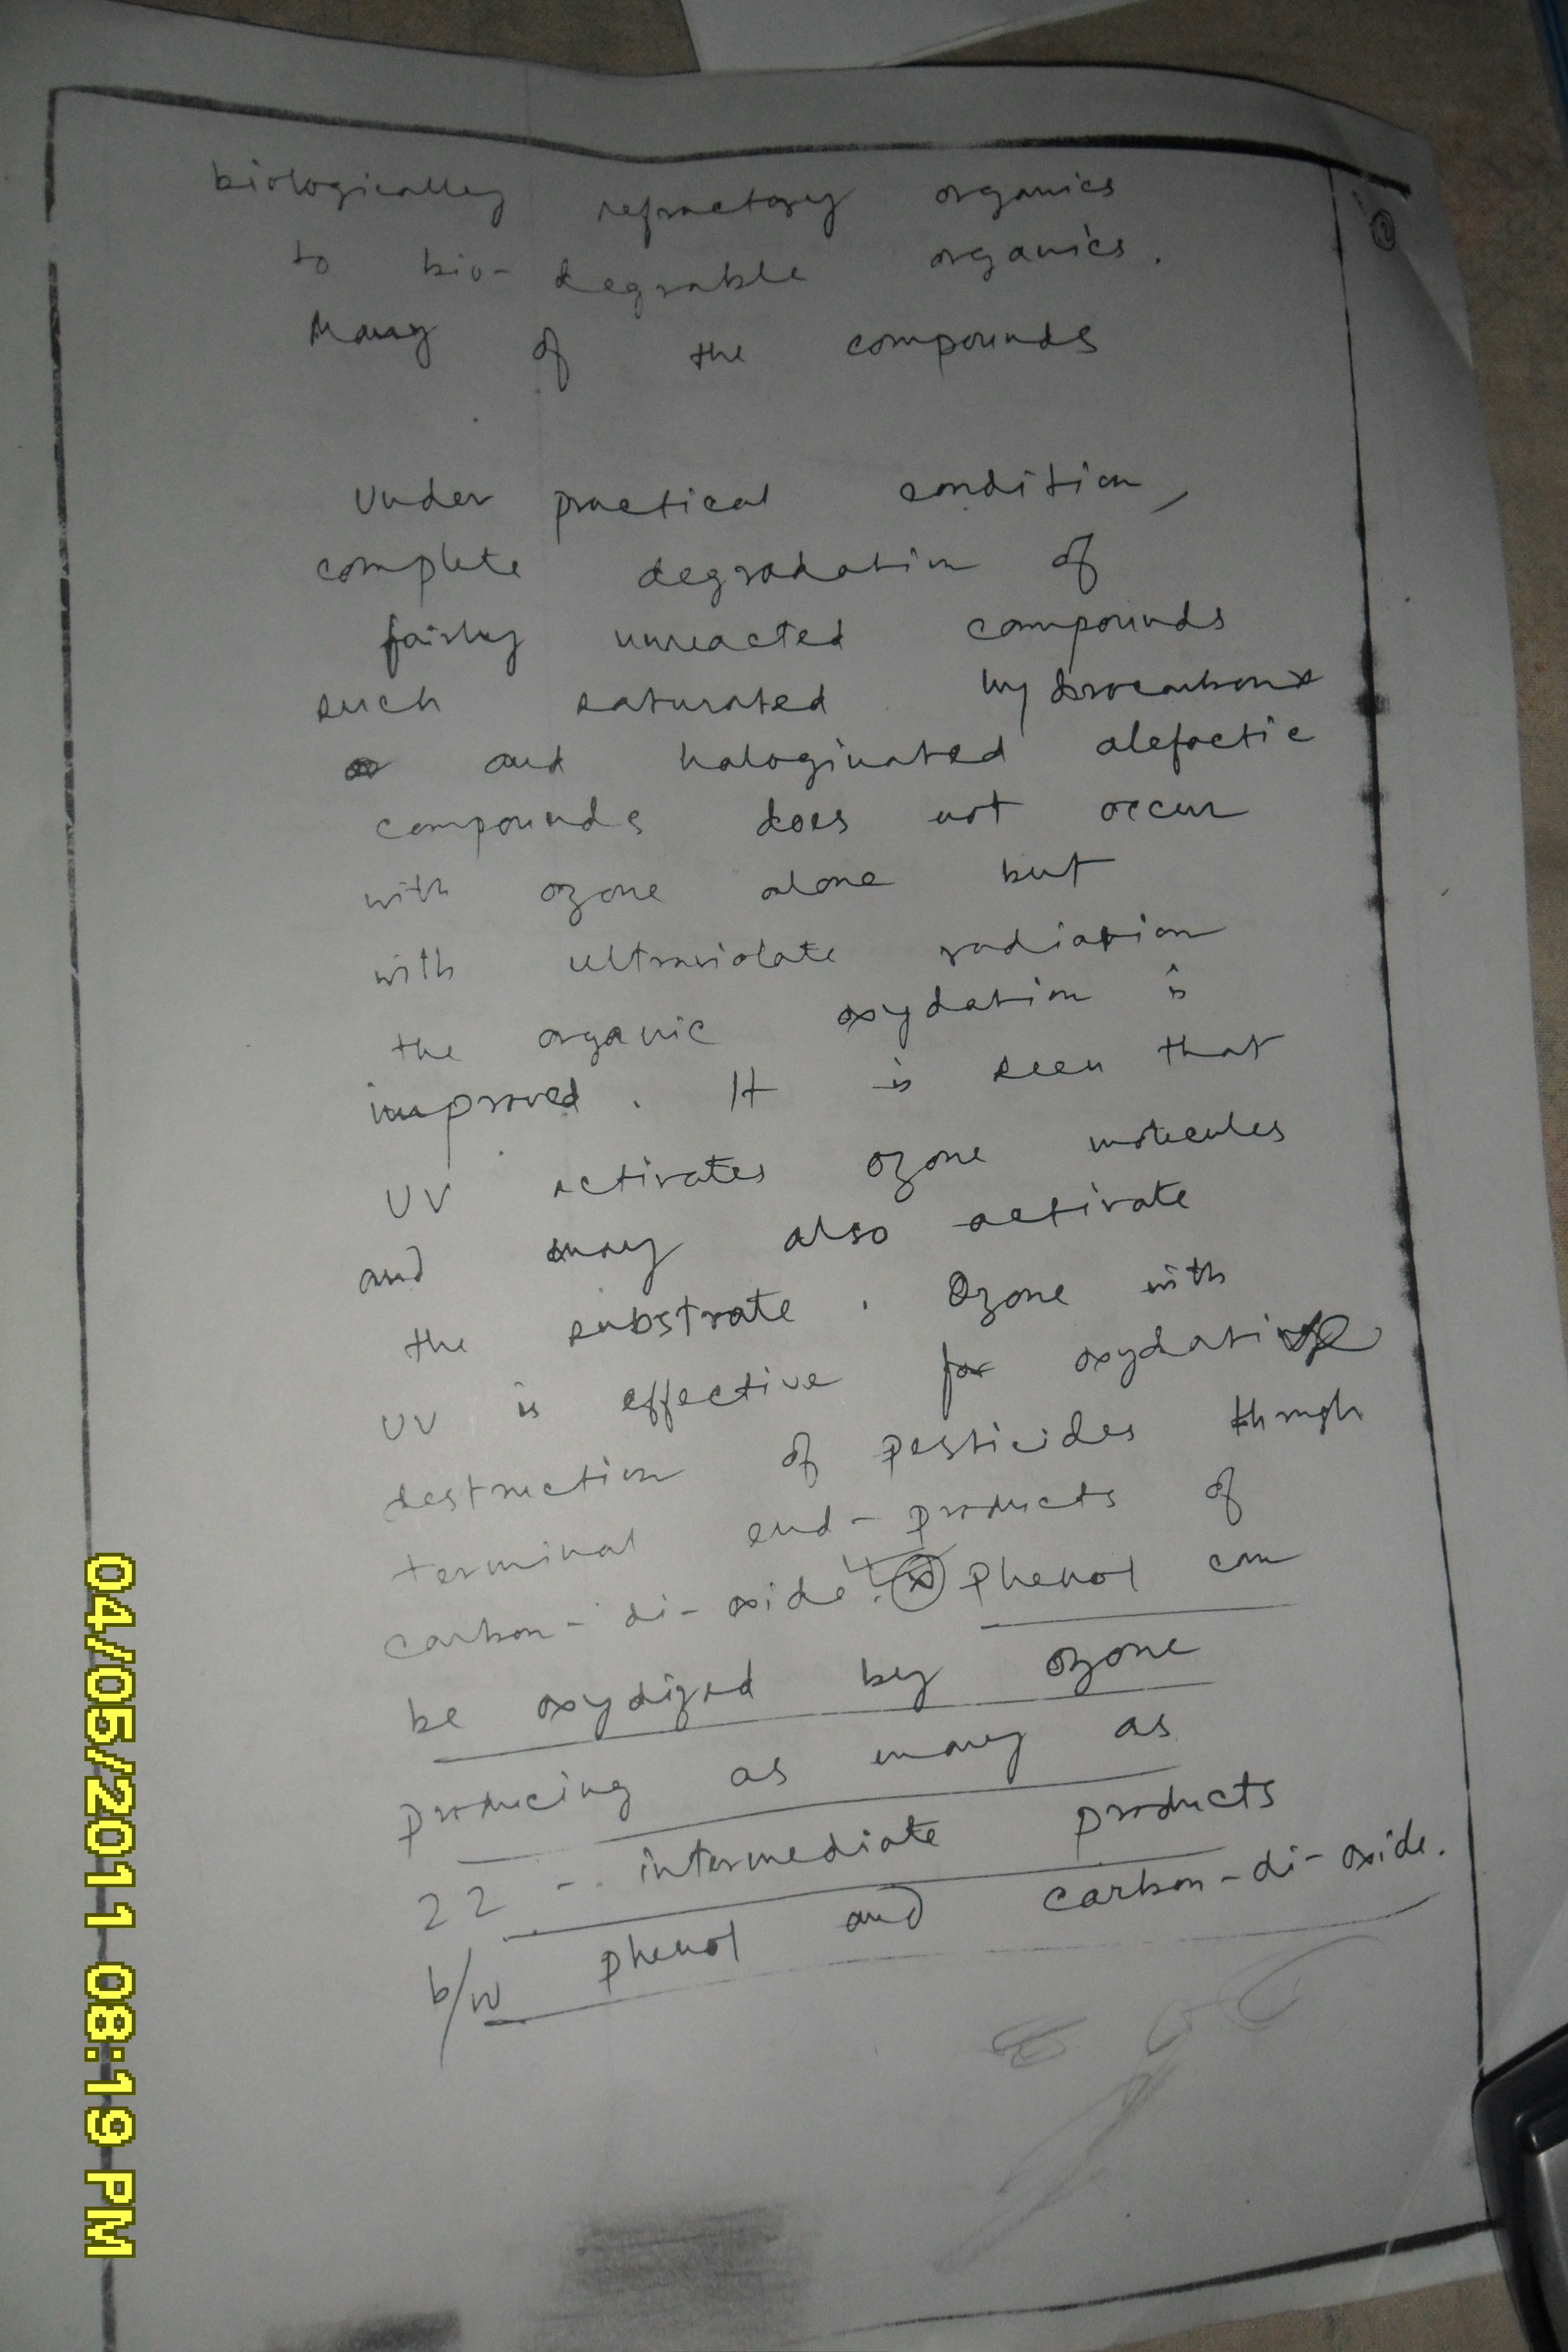 biologically refractory organics
to bio-degrable organics.
Many of the compounds
Under practical condition,
complete degradation of
fairly unreacted compounds
such saturated hydrocarbons
and haloginated alefactic
compounds does not occur
with ozone alone but
with ultraviolate radiation
the organic oxydation is
improved. It is seen that
UV activates ozone molecules
and may also activate
the substrate. Ozone with
UV is effective for
destruction of pesticides through
terminal end-products of
carbon-di-oxide. phenol can
be oxydized by ozone
producing as many as
22 - intermediate products
b/w phenol and carbon-di-oxide.
04/05/2011 08:19 PM